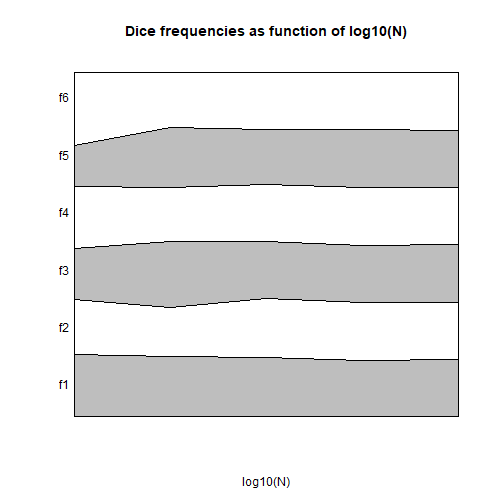 Dice frequencies as function of log10(N)
f6
f5
f4
f3
f2
f1
log10(N)